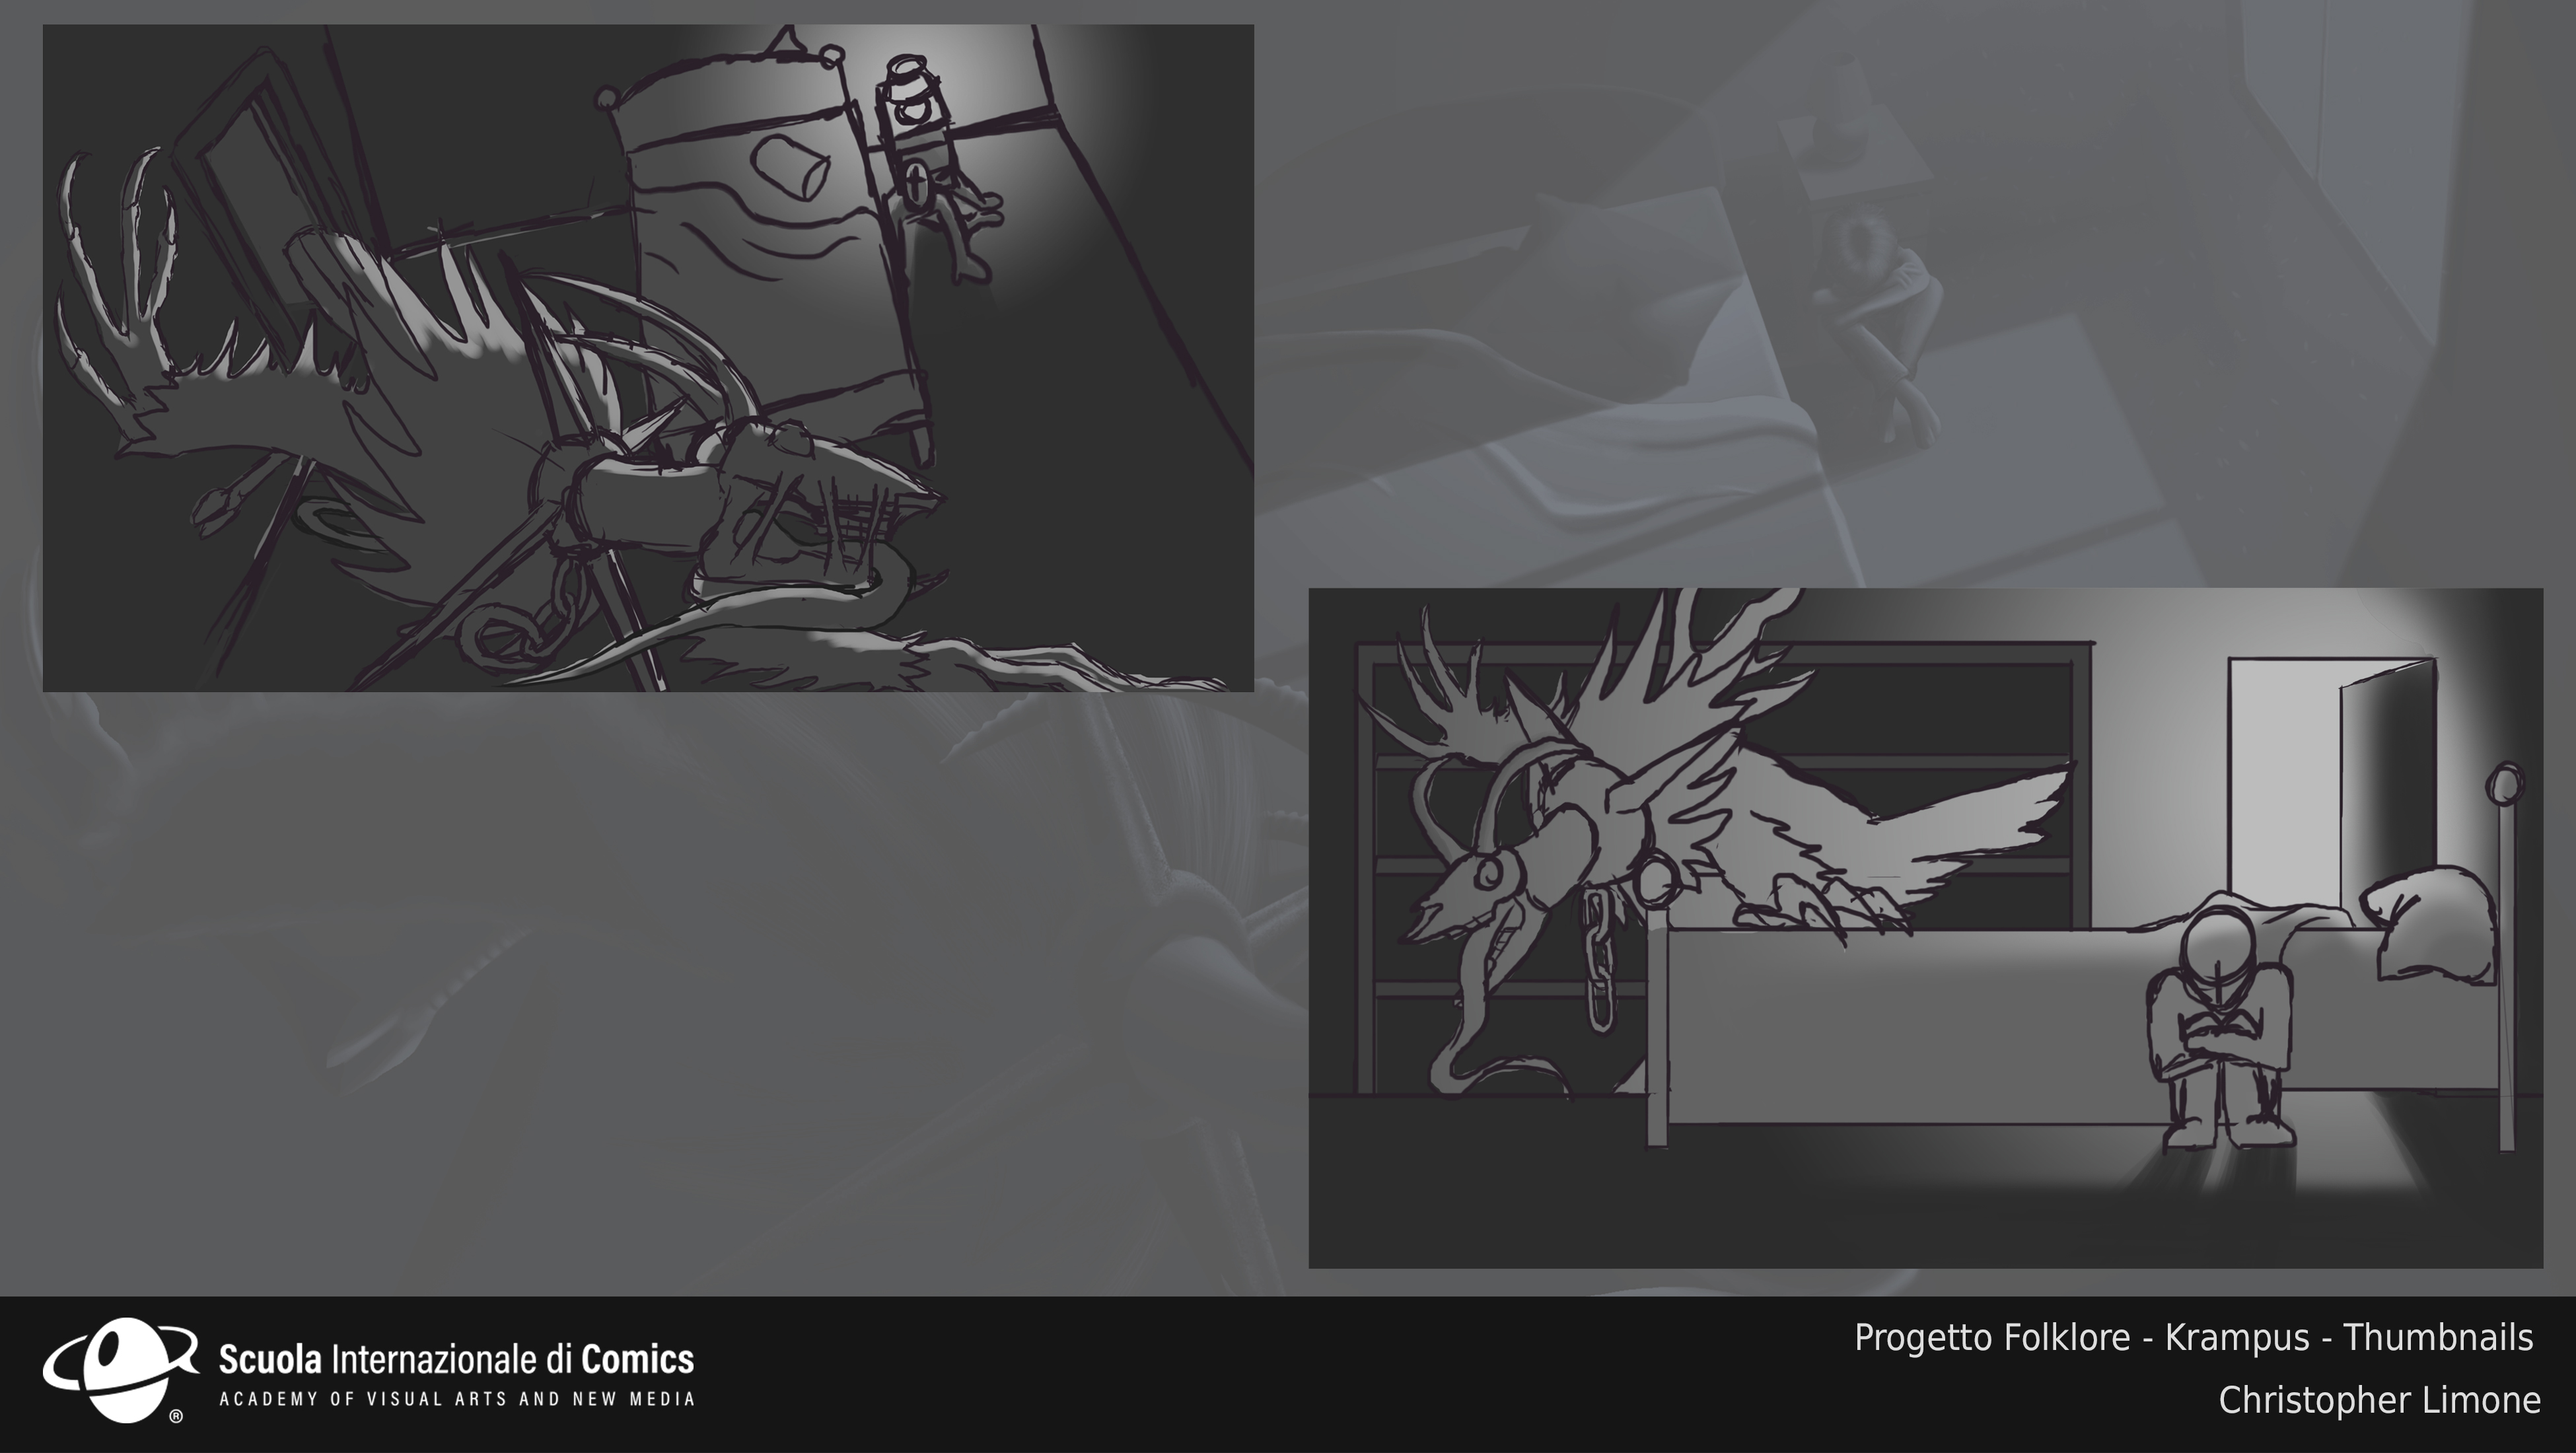 Scuola Internazionale di Comics
ACADEMY OF VISUAL ARTS AND NEW MEDIA
®
Progetto Folklore - Krampus - Thumbnails
Christopher Limone